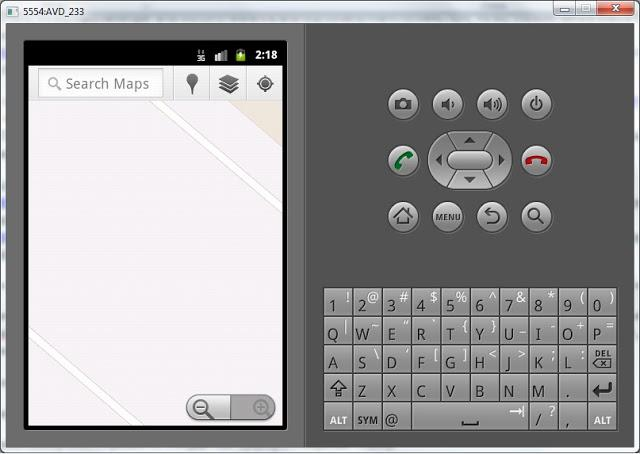 5554:AVD_233
3G 2:18
Search Maps
MENU
1 ! 2 @ 3 # 4 $ 5 % 6 ^ 7 & 8 * 9 ( 0 )
Q | W ~ E “ R ` T { Y } U _ I - O + P =
A S \ D ‘ F [ G ] H < J > K ; L : DEL
Z X C V B N M .
ALT SYM @ / ? , ALT